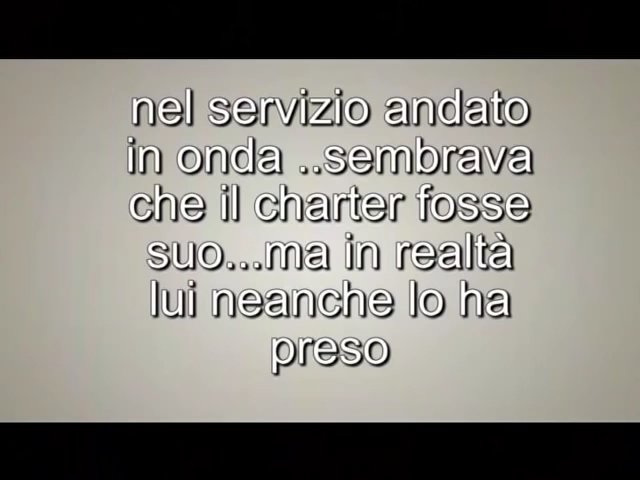 nel servizio andato
in onda ..sembrava
che il charter fosse
suo...ma in realtà
lui neanche lo ha
preso